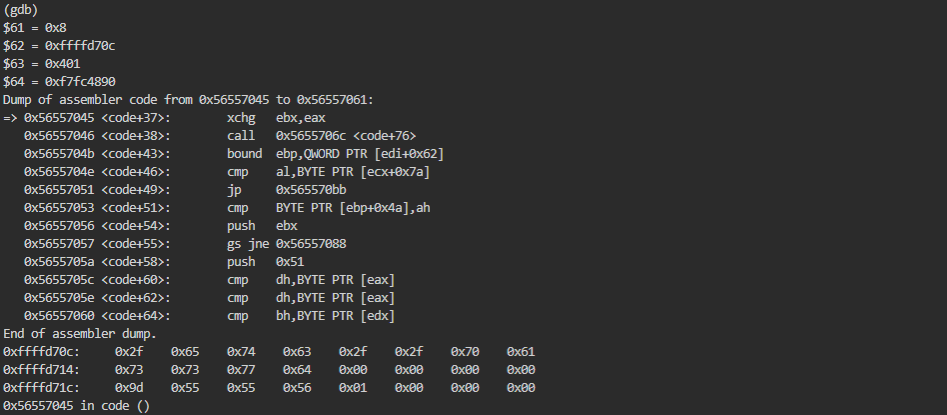 (gdb)
$61 = 0x8
$62 = 0xffffd70c
$63 = 0x401
$64 = 0xf7fc4890
Dump of assembler code from 0x56557045 to 0x56557061:
=> 0x56557045 <code+37>: xchg ebx,eax
0x56557046 <code+38>: call 0x5655706c <code+76>
0x5655704b <code+43>: bound ebp,QWORD PTR [edi+0x62]
0x5655704e <code+46>: cmp al,BYTE PTR [ecx+0x7a]
0x56557051 <code+49>: jp 0x565570bb
0x56557053 <code+51>: cmp BYTE PTR [ebp+0x4a],ah
0x56557056 <code+54>: push ebx
0x56557057 <code+55>: gs jne 0x56557088
0x5655705a <code+58>: push 0x51
0x5655705c <code+60>: cmp dh,BYTE PTR [eax]
0x5655705e <code+62>: cmp dh,BYTE PTR [eax]
0x56557060 <code+64>: cmp bh,BYTE PTR [edx]
End of assembler dump.
0xffffd70c: 0x2f 0x65 0x74 0x63 0x2f 0x2f 0x70 0x61
0xffffd714: 0x73 0x73 0x77 0x64 0x00 0x00 0x00 0x00
0xffffd71c: 0x9d 0x55 0x55 0x56 0x01 0x00 0x00 0x00
0x56557045 in code ()